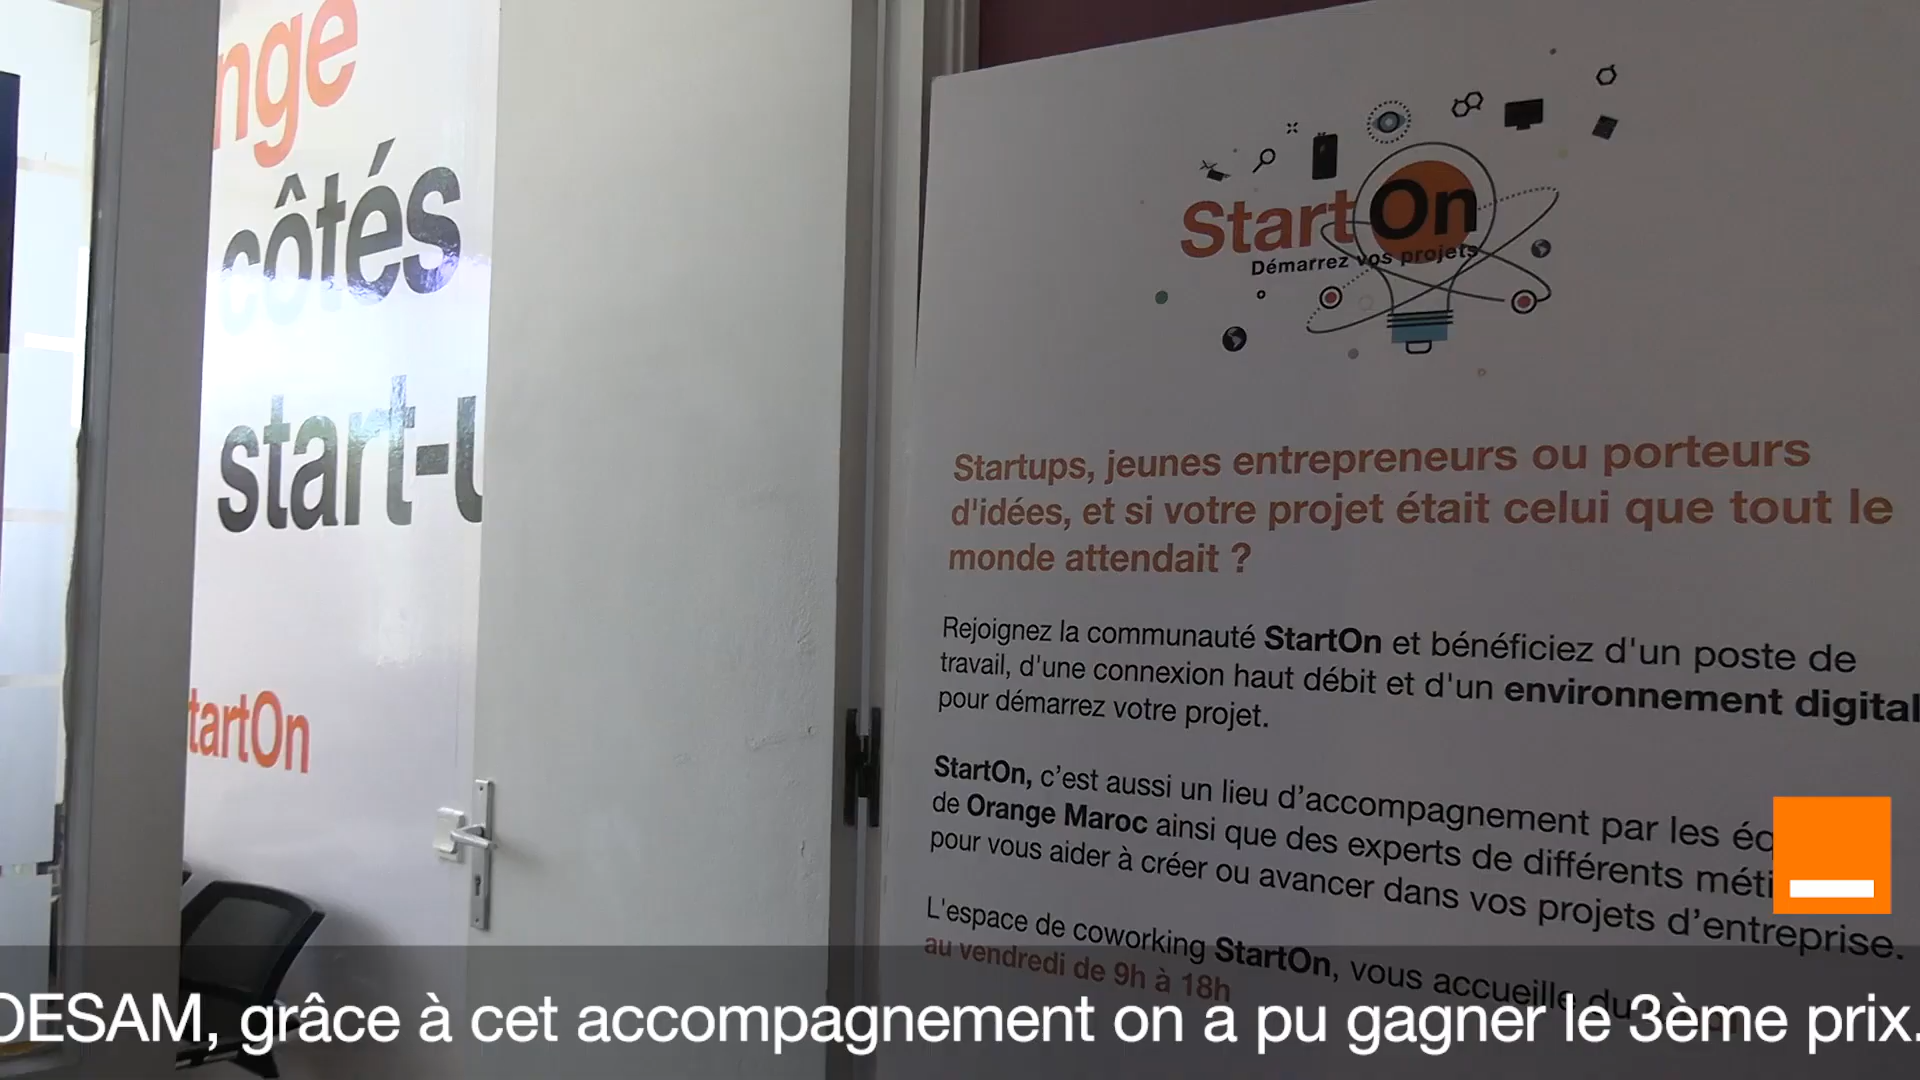 nge
côtés
start-u
tartOn
StartOn
Démarrez vos projets
Startups, jeunes entrepreneurs ou porteurs
d'idées, et si votre projet était celui que tout le
monde attendait ?
Rejoignez la communauté StartOn et bénéficiez d'un poste de
travail, d'une connexion haut débit et d'un environnement digital
pour démarrez votre projet.
StartOn, c'est aussi un lieu d'accompagnement par les éq
de Orange Maroc ainsi que des experts de différents méti
pour vous aider à créer ou avancer dans vos projets d'entreprise.
L'espace de coworking StartOn, vous accueille du
au vendredi de 9h à 18h
DESAM, grâce à cet accompagnement on a pu gagner le 3ème prix.